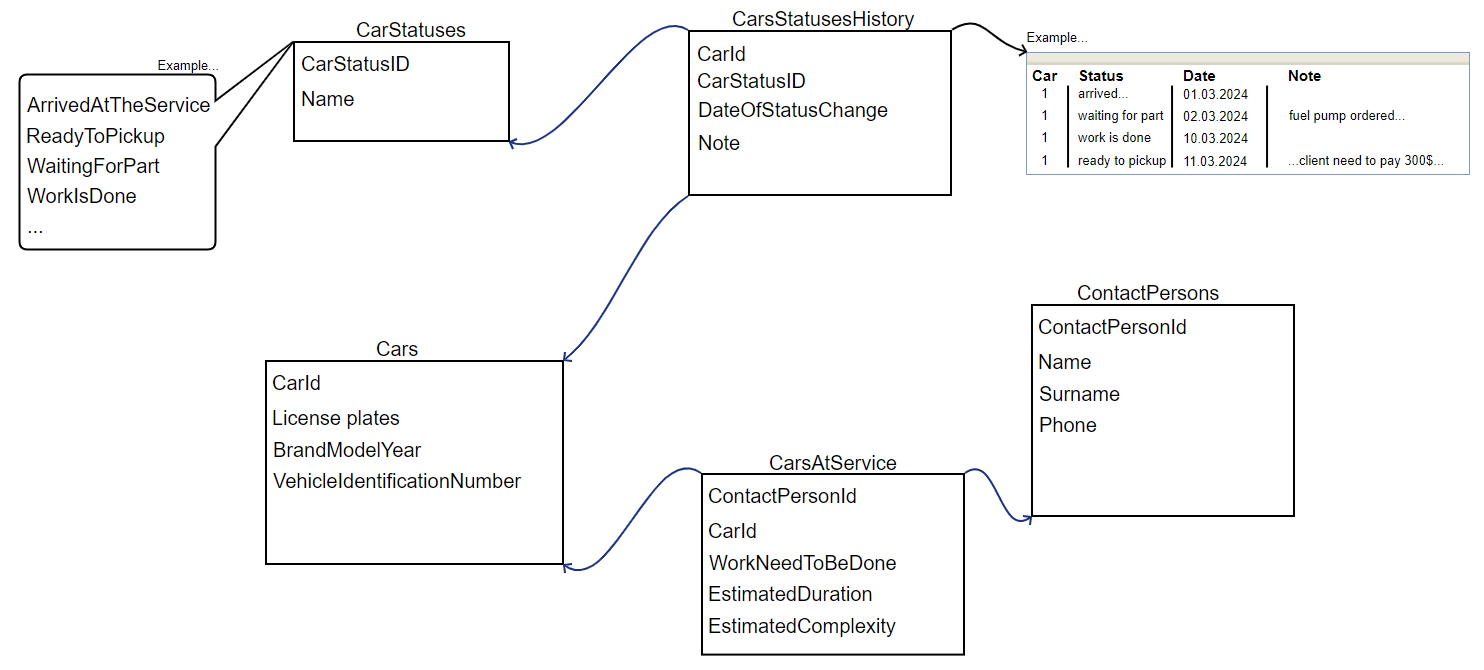 CarStatuses
CarStatusID
Name
Example...
ArrivedAtTheService
ReadyToPickup
WaitingForPart
WorkIsDone
...
CarsStatusesHistory
CarId
CarStatusID
DateOfStatusChange
Note
Example...
Car Status Date Note
1 arrived... 01.03.2024
1 waiting for part 02.03.2024 fuel pump ordered...
1 work is done 10.03.2024
1 ready to pickup 11.03.2024 ...client need to pay 300$...
Cars
CarId
License plates
BrandModelYear
VehicleIdentificationNumber
CarsAtService
ContactPersonId
CarId
WorkNeedToBeDone
EstimatedDuration
EstimatedComplexity
ContactPersons
ContactPersonId
Name
Surname
Phone